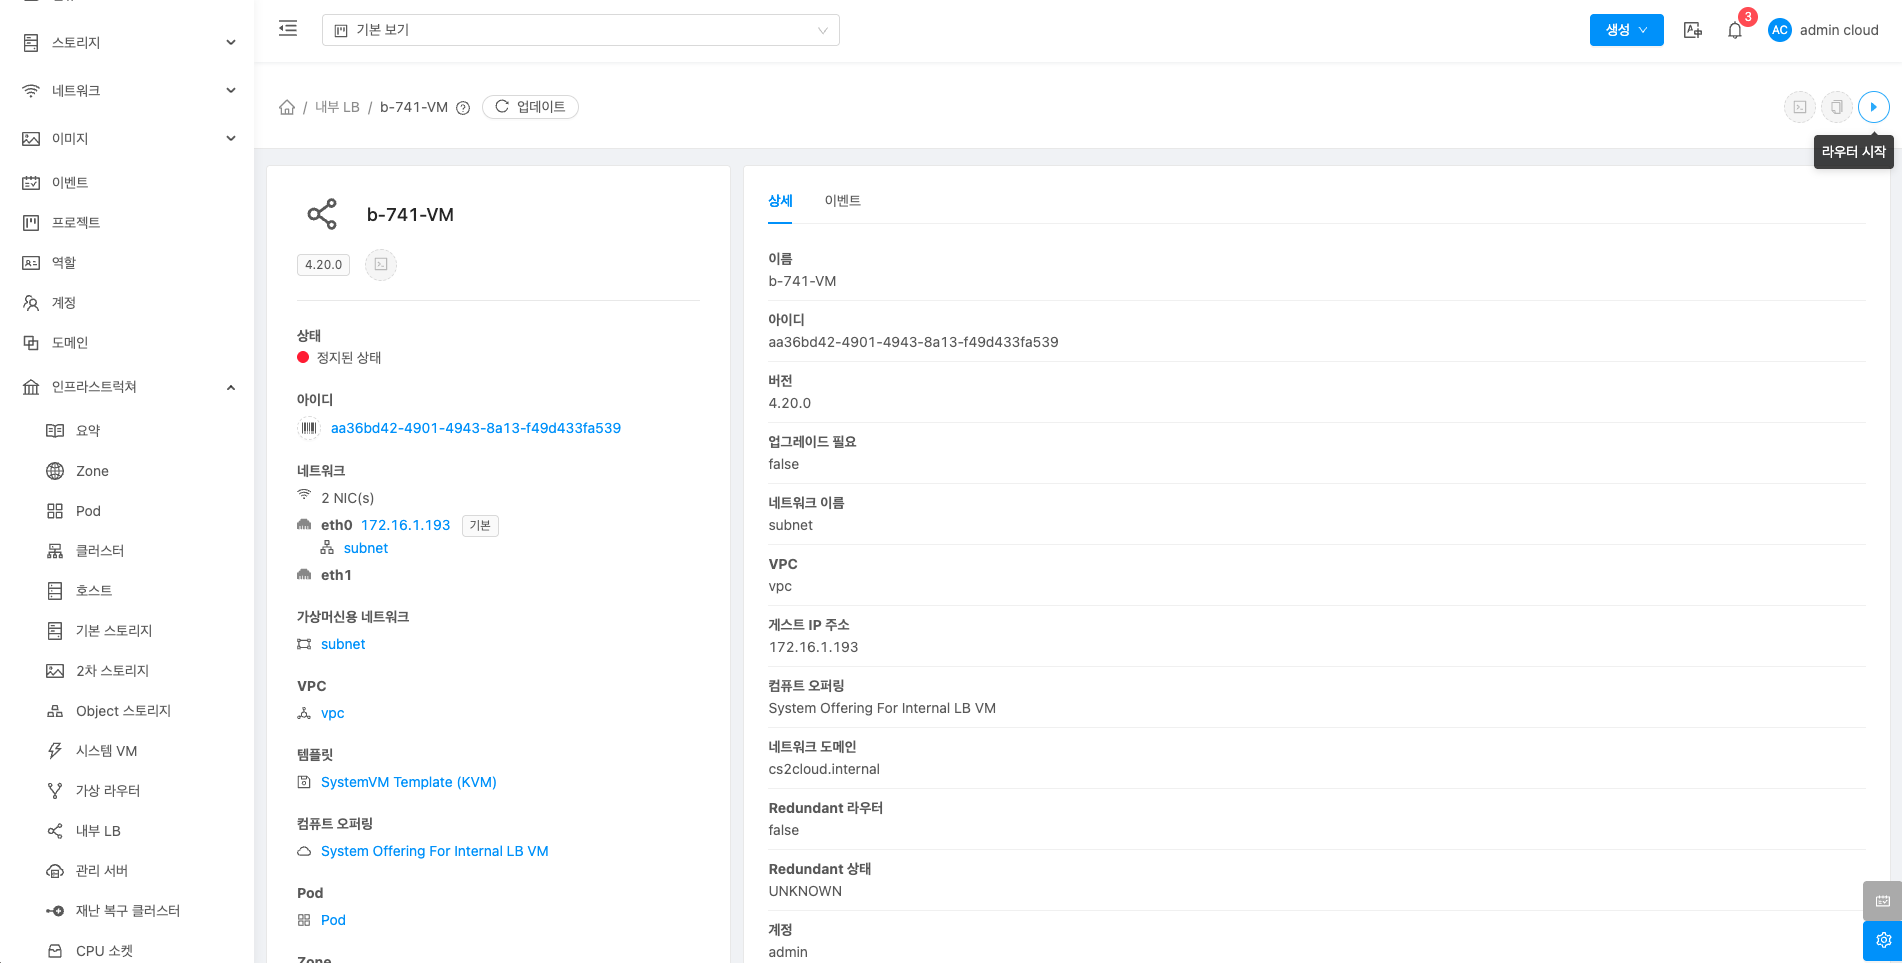 스토리지
네트워크
이미지
이벤트
프로젝트
역할
계정
도메인
인프라스트럭쳐
요약
Zone
Pod
클러스터
호스트
기본 스토리지
2차 스토리지
Object 스토리지
시스템 VM
가상 라우터
내부 LB
관리 서버
재난 복구 클러스터
CPU 소켓
기본 보기
생성
3
AC admin cloud
/ 내부 LB / b-741-VM 업데이트
라우터 시작
b-741-VM
4.20.0
상태
정지된 상태
아이디
aa36bd42-4901-4943-8a13-f49d433fa539
네트워크
2 NIC(s)
eth0 172.16.1.193 기본
subnet
eth1
가상머신용 네트워크
subnet
VPC
vpc
템플릿
SystemVM Template (KVM)
컴퓨트 오퍼링
System Offering For Internal LB VM
Pod
Pod
Zone
상세 이벤트
이름
b-741-VM
아이디
aa36bd42-4901-4943-8a13-f49d433fa539
버전
4.20.0
업그레이드 필요
false
네트워크 이름
subnet
VPC
vpc
게스트 IP 주소
172.16.1.193
컴퓨트 오퍼링
System Offering For Internal LB VM
네트워크 도메인
cs2cloud.internal
Redundant 라우터
false
Redundant 상태
UNKNOWN
계정
admin